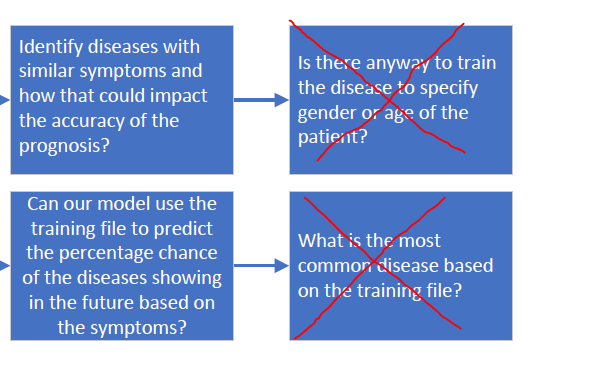 Identify diseases with
similar symptoms and
how that could impact
the accuracy of the
prognosis?
Is there anyway to train
the disease to specify
gender or age of the
patient?
Can our model use the
training file to predict
the percentage chance
of the diseases showing
in the future based on
the symptoms?
What is the most
common disease based
on the training file?